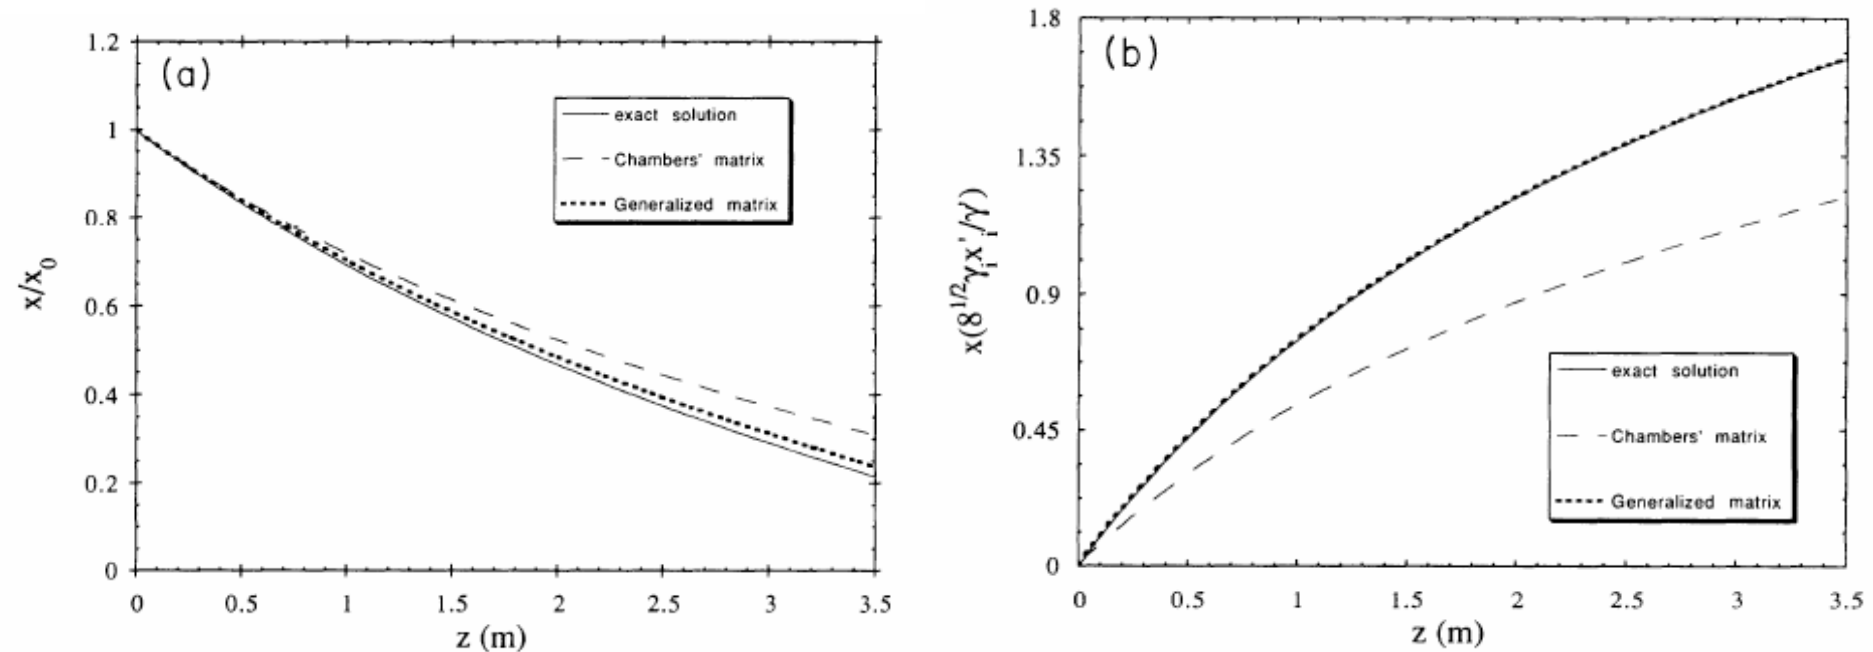 (a)
1.2
1
0.8
0.6
0.4
0.2
0
x/x0
exact solution
Chambers' matrix
Generalized matrix
0 0.5 1 1.5 2 2.5 3 3.5
z (m)
(b)
1.8
1.35
0.9
0.45
0
x(8^1/2 γ_i x'_i/γ')
exact solution
Chambers' matrix
Generalized matrix
0 0.5 1 1.5 2 2.5 3 3.5
z (m)